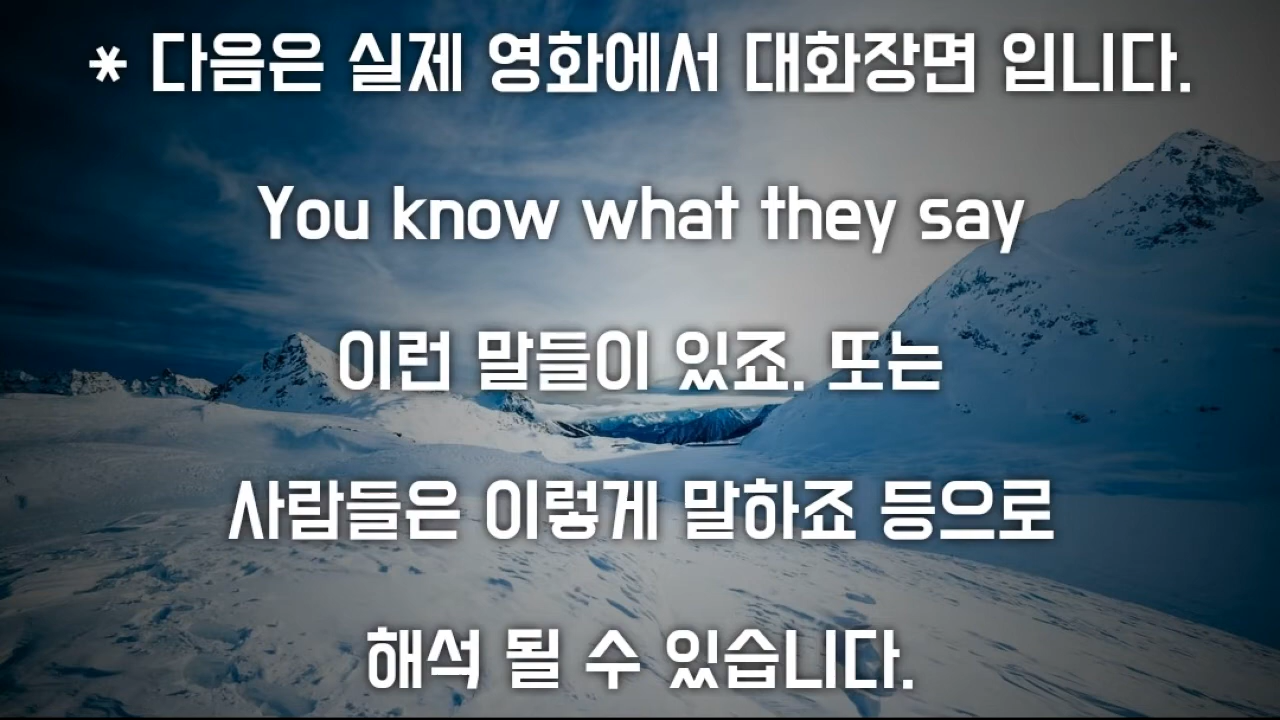 * 다음은 실제 영화에서 대화장면 입니다.
You know what they say
이런 말들이 있죠. 또는
사람들은 이렇게 말하죠 등으로
해석 될 수 있습니다.